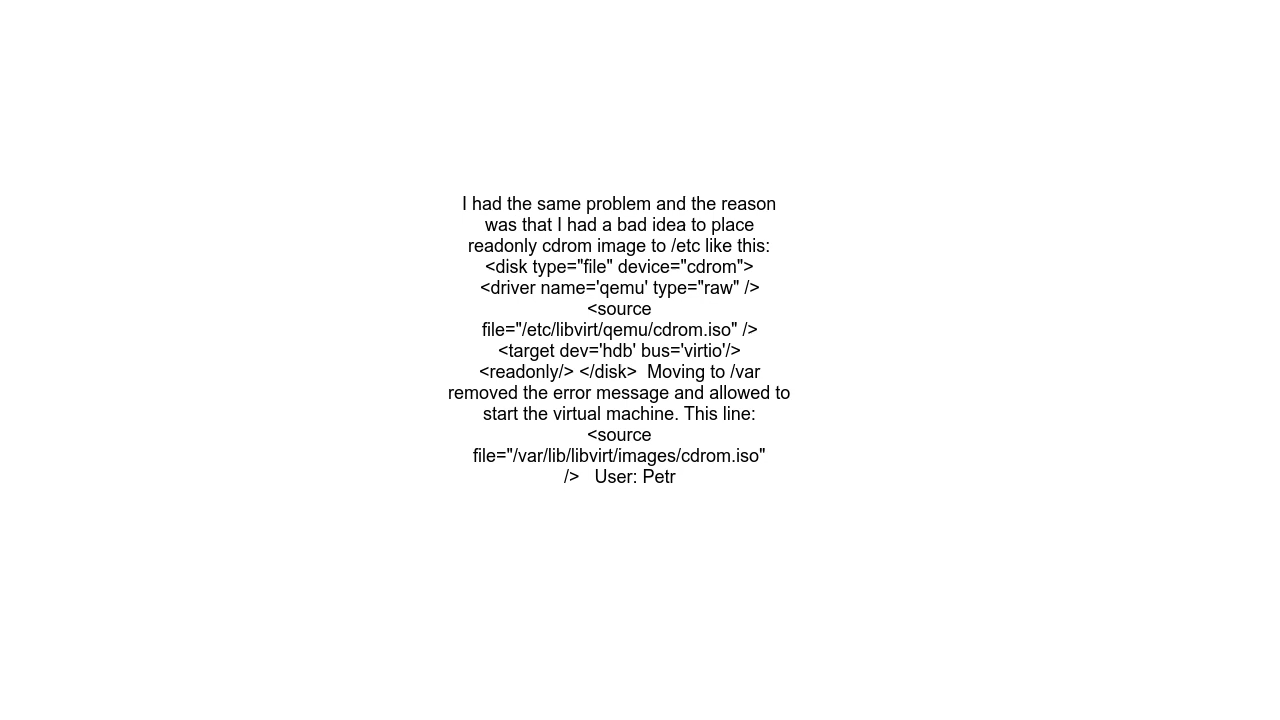 I had the same problem and the reason
was that I had a bad idea to place
readonly cdrom image to /etc like this:
<disk type="file" device="cdrom">
<driver name='qemu' type="raw" />
<source
file="/etc/libvirt/qemu/cdrom.iso" />
<target dev='hdb' bus='virtio'/>
<readonly/> </disk>  Moving to /var
removed the error message and allowed to
start the virtual machine. This line:
<source
file="/var/lib/libvirt/images/cdrom.iso"
/>   User: Petr